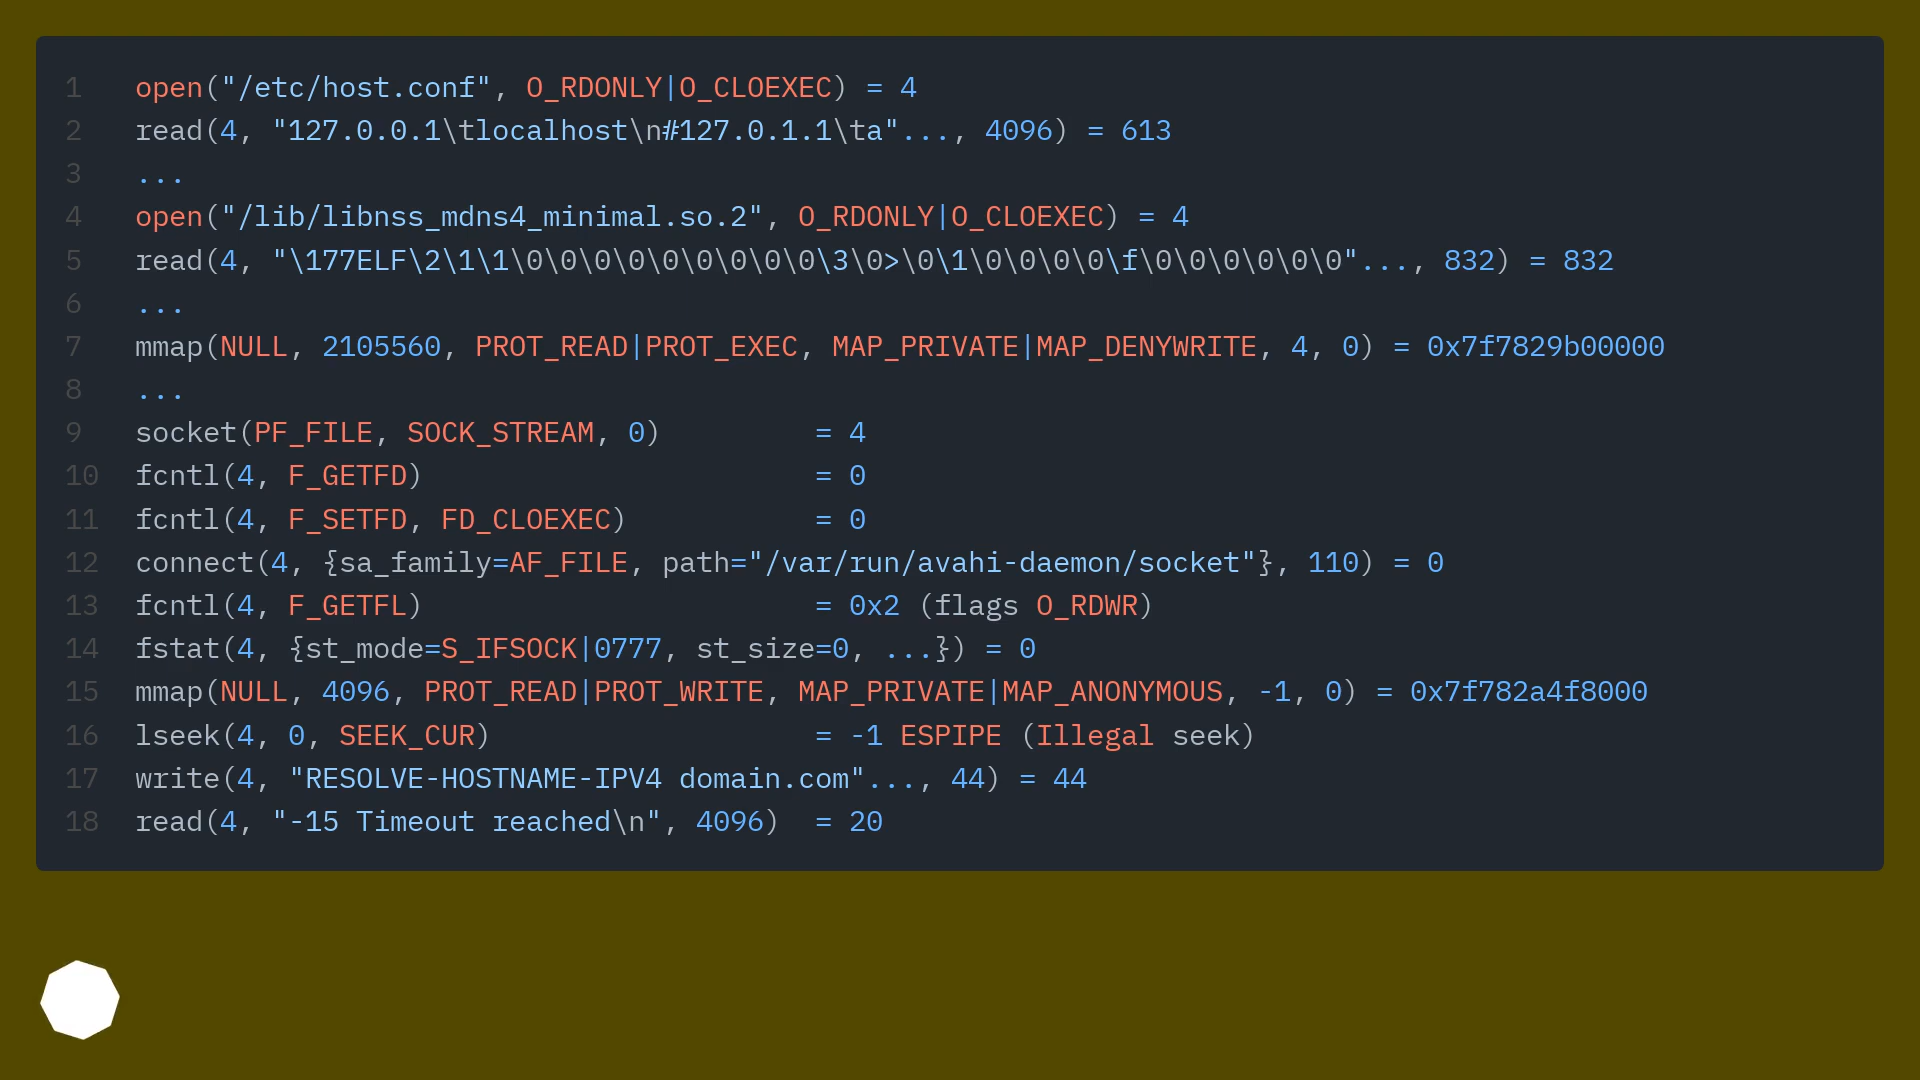 1 open("/etc/host.conf", O_RDONLY|O_CLOEXEC) = 4
2 read(4, "127.0.0.1\tlocalhost\n#127.0.1.1\ta"..., 4096) = 613
3 ...
4 open("/lib/libnss_mdns4_minimal.so.2", O_RDONLY|O_CLOEXEC) = 4
5 read(4, "\177ELF\2\1\1\0\0\0\0\0\0\0\0\0\3\0>\0\1\0\0\0\0\f\0\0\0\0\0\0"..., 832) = 832
6 ...
7 mmap(NULL, 2105560, PROT_READ|PROT_EXEC, MAP_PRIVATE|MAP_DENYWRITE, 4, 0) = 0x7f7829b00000
8 ...
9 socket(PF_FILE, SOCK_STREAM, 0)         = 4
10 fcntl(4, F_GETFD)                       = 0
11 fcntl(4, F_SETFD, FD_CLOEXEC)           = 0
12 connect(4, {sa_family=AF_FILE, path="/var/run/avahi-daemon/socket"}, 110) = 0
13 fcntl(4, F_GETFL)                       = 0x2 (flags O_RDWR)
14 fstat(4, {st_mode=S_IFSOCK|0777, st_size=0, ...}) = 0
15 mmap(NULL, 4096, PROT_READ|PROT_WRITE, MAP_PRIVATE|MAP_ANONYMOUS, -1, 0) = 0x7f782a4f8000
16 lseek(4, 0, SEEK_CUR)                   = -1 ESPIPE (Illegal seek)
17 write(4, "RESOLVE-HOSTNAME-IPV4 domain.com"..., 44) = 44
18 read(4, "-15 Timeout reached\n", 4096)  = 20